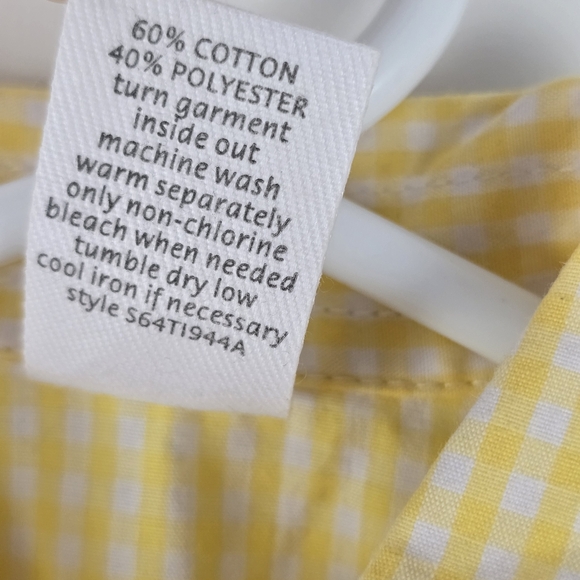 60% COTTON
40% POLYESTER
turn garment
inside out
machine wash
warm separately
only non-chlorine
bleach when needed
tumble dry low
cool iron if necessary
style S64TI944A